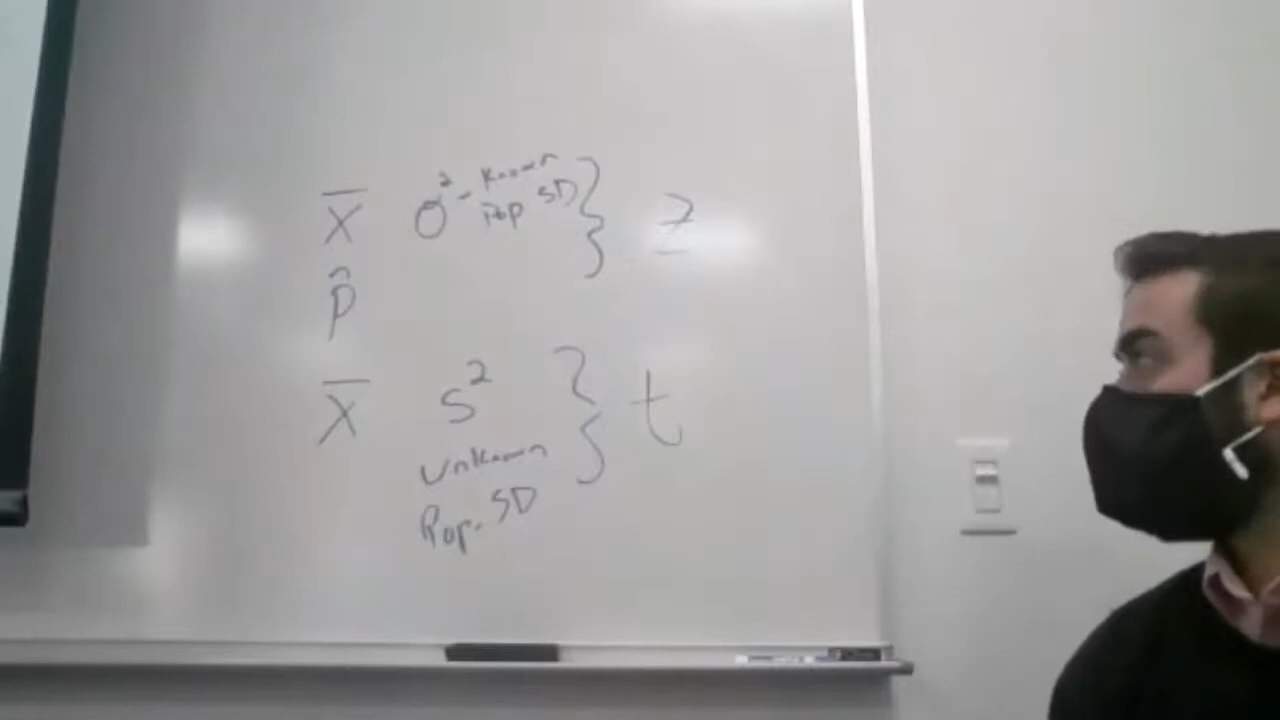 x̄ σ² - known pop SD } z
p̂
x̄ s² } t
unknown
Pop. SD